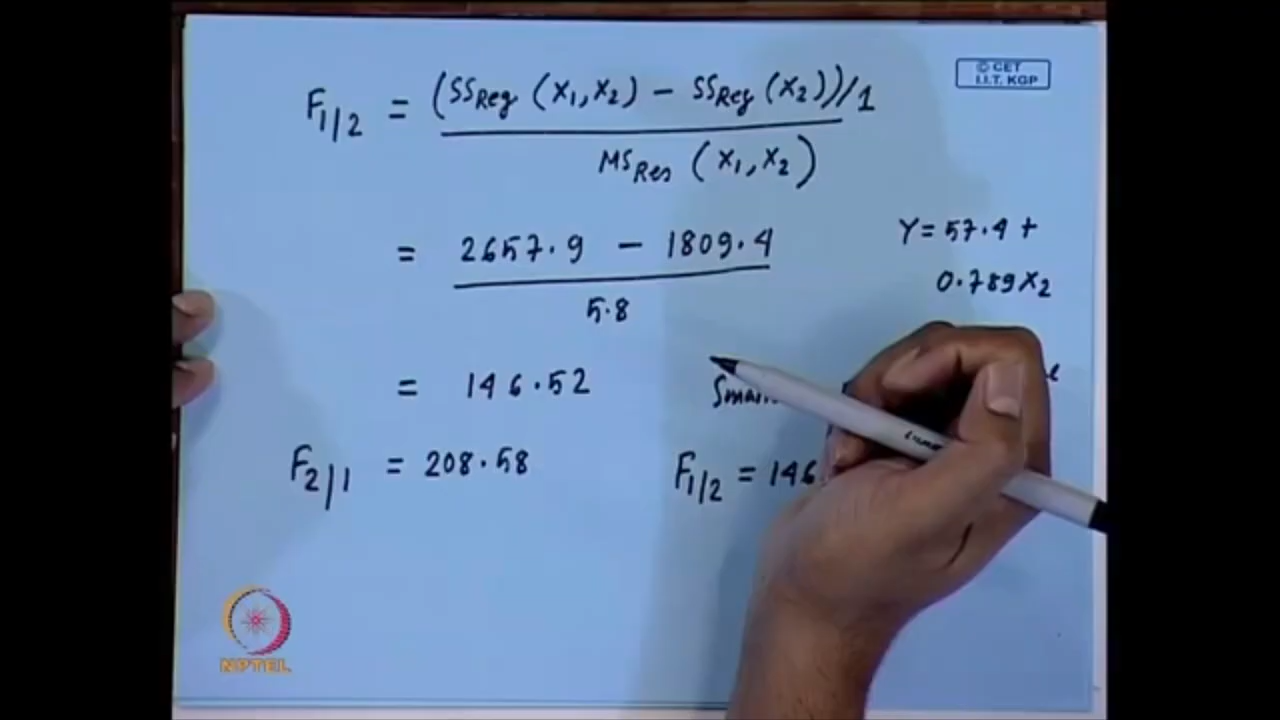 © CET
I.I.T. KGP
F1/2 = (SSReg (X1, X2) - SSReg (X2))/1
MSRes (X1, X2)
= 2657.9 - 1809.4
5.8
Y = 57.4 +
0.789X2
= 146.52
F2/1 = 208.58
F1/2 = 146.
NPTEL